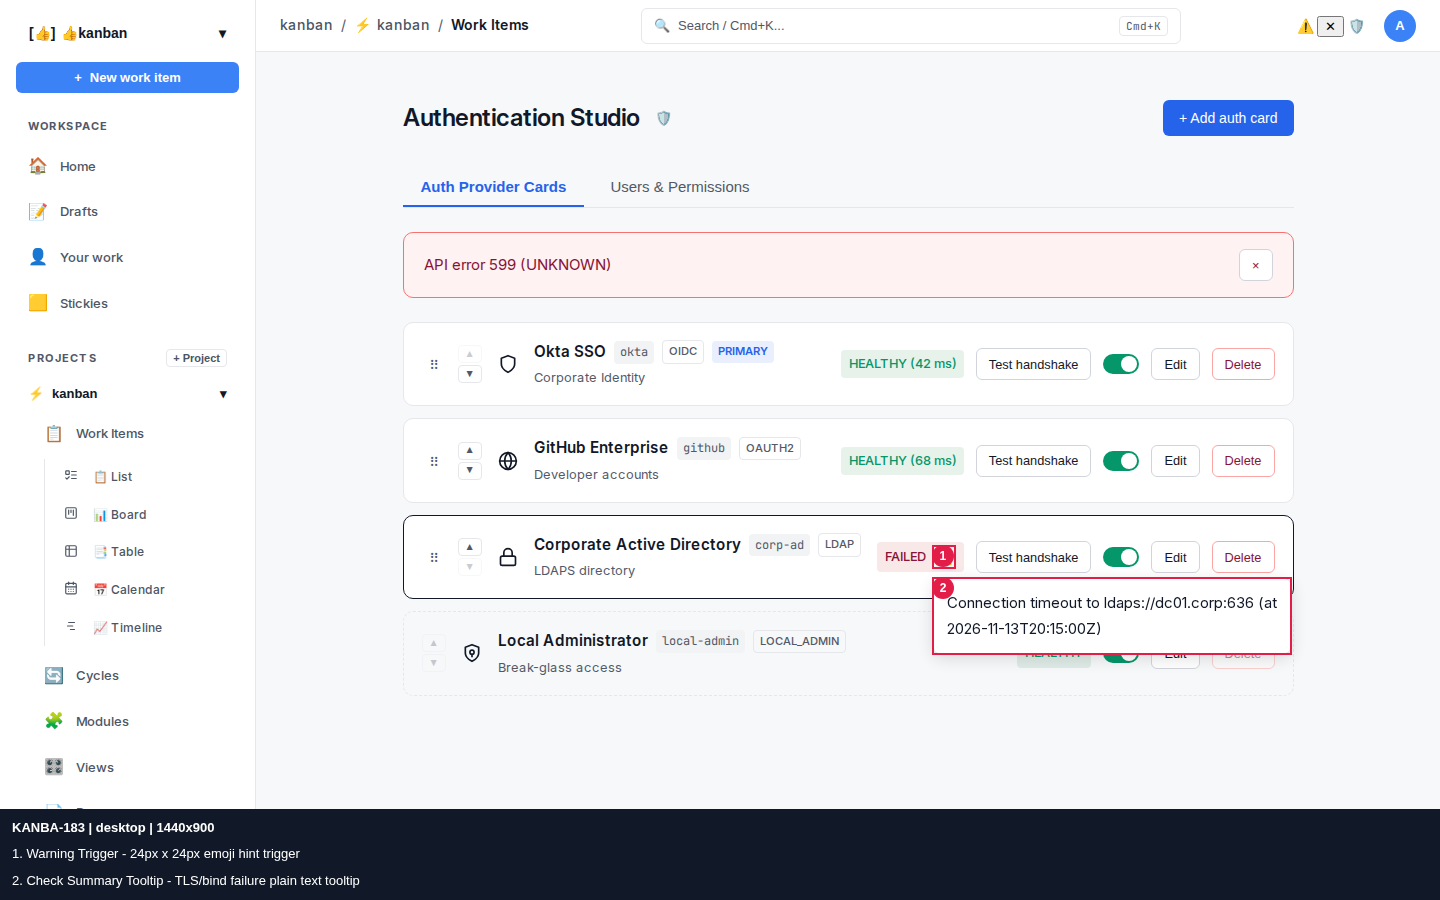 [👍] 👍kanban ▼
+ New work item
WORKSPACE
🏠 Home
📝 Drafts
👤 Your work
🟨 Stickies
PROJECTS + Project
⚡ kanban ▼
📋 Work Items
📋 List
📊 Board
📑 Table
📅 Calendar
📈 Timeline
🔄 Cycles
🧩 Modules
🎛️ Views
kanban / ⚡ kanban / Work Items
🔍 Search / Cmd+K... Cmd+K
⚠️ ✕ 🛡️ A
Authentication Studio 🛡️
+ Add auth card
Auth Provider Cards Users & Permissions
API error 599 (UNKNOWN) ×
⠿ ▲ ▼ Okta SSO okta OIDC PRIMARY
Corporate Identity
HEALTHY (42 ms) Test handshake Edit Delete
⠿ ▲ ▼ GitHub Enterprise github OAUTH2
Developer accounts
HEALTHY (68 ms) Test handshake Edit Delete
⠿ ▲ ▼ Corporate Active Directory corp-ad LDAP
LDAPS directory
FAILED 1 Test handshake Edit Delete
2
Connection timeout to ldaps://dc01.corp:636 (at
2026-11-13T20:15:00Z)
▲ ▼ Local Administrator local-admin LOCAL_ADMIN
Break-glass access
HEALTHY Edit Delete
KANBA-183 | desktop | 1440x900
1. Warning Trigger - 24px x 24px emoji hint trigger
2. Check Summary Tooltip - TLS/bind failure plain text tooltip